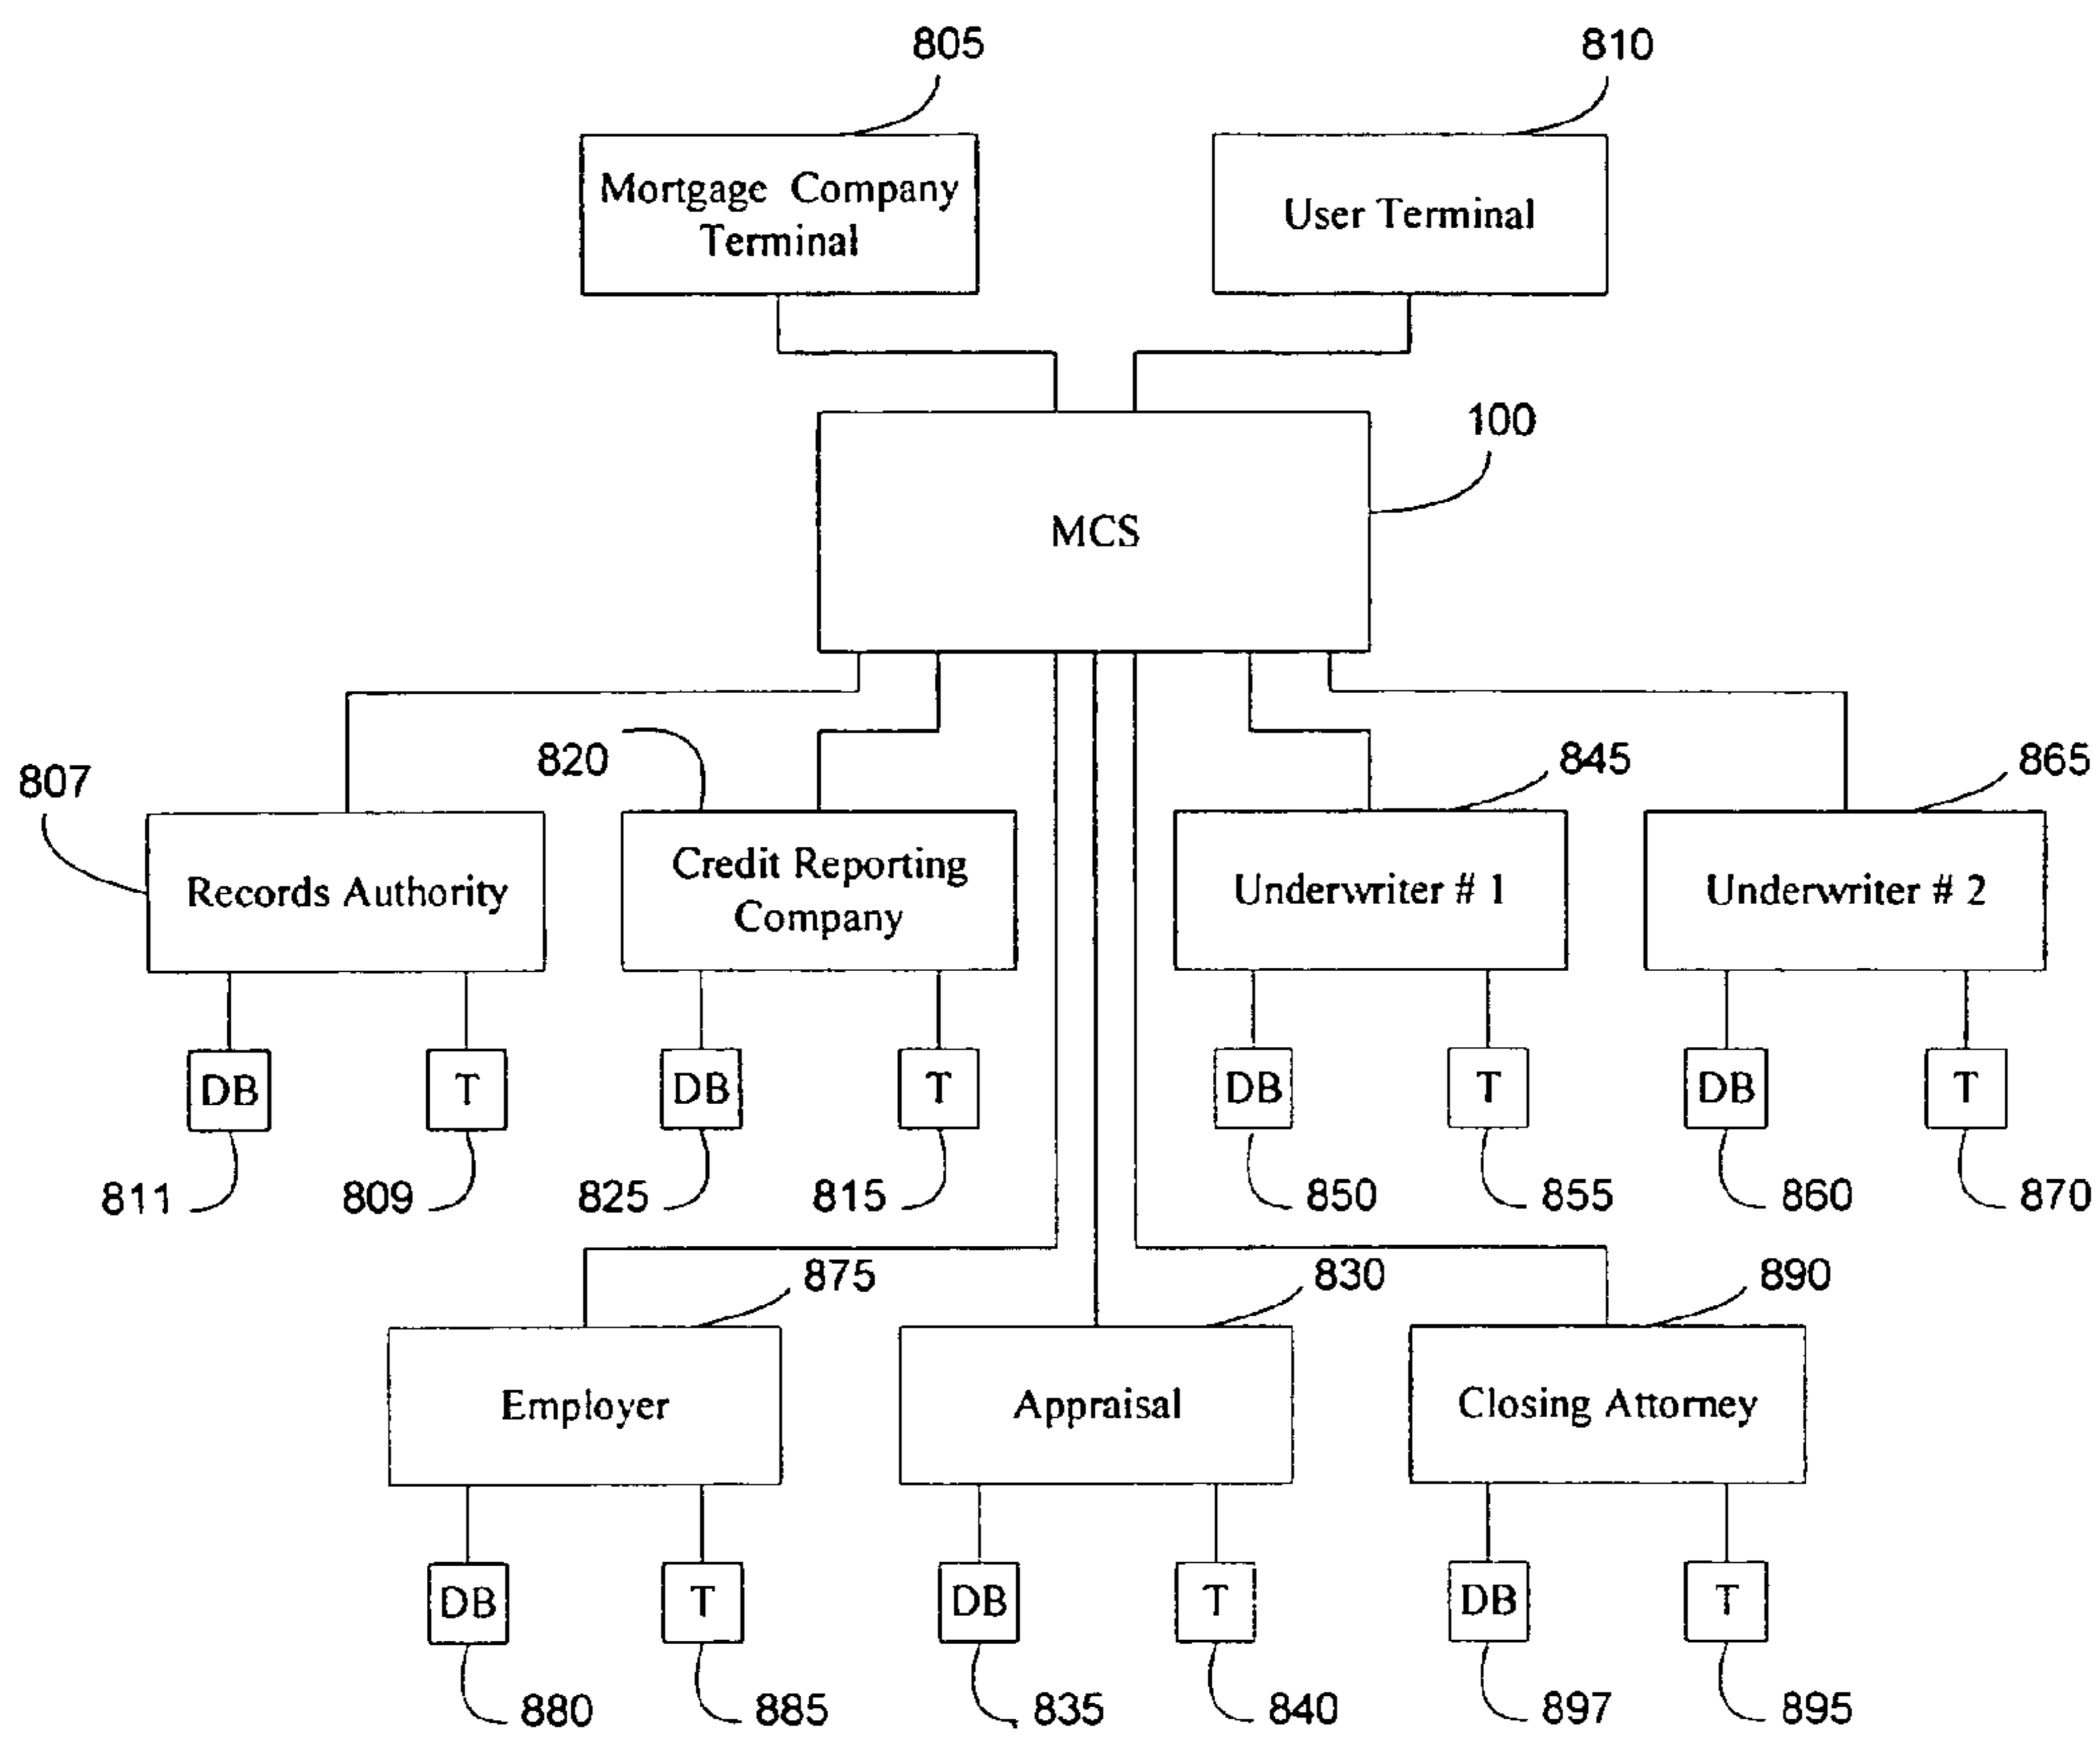 805
810
Mortgage Company
Terminal
User Terminal
100
MCS
807
820
845
865
Records Authority
Credit Reporting
Company
Underwriter # 1
Underwriter # 2
DB
T
DB
T
DB
T
DB
T
811
809
825
815
850
855
860
870
875
830
890
Employer
Appraisal
Closing Attorney
DB
T
DB
T
DB
T
880
885
835
840
897
895